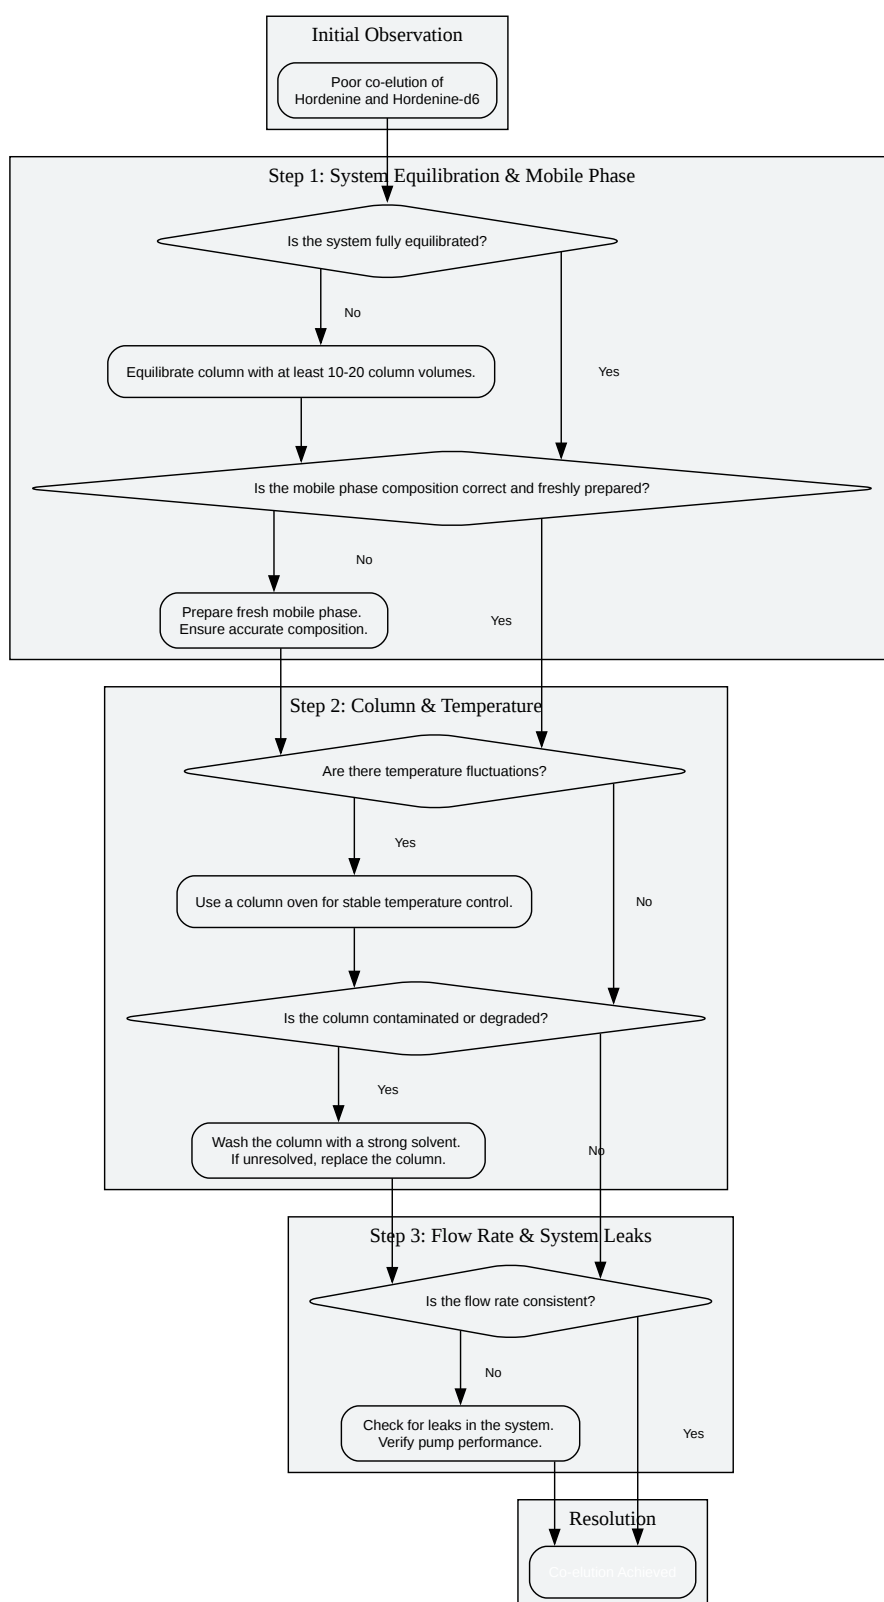 Initial Observation
Poor co-elution of
Hordenine and Hordenine-d6
Step 1: System Equilibration & Mobile Phase
Is the system fully equilibrated?
No
Equilibrate column with at least 10-20 column volumes.
Yes
Is the mobile phase composition correct and freshly prepared?
No
Prepare fresh mobile phase.
Ensure accurate composition.
Yes
Step 2: Column & Temperature
Are there temperature fluctuations?
Yes
Use a column oven for stable temperature control.
No
Is the column contaminated or degraded?
Yes
Wash the column with a strong solvent.
If unresolved, replace the column.
No
Step 3: Flow Rate & System Leaks
Is the flow rate consistent?
No
Check for leaks in the system.
Verify pump performance.
Yes
Resolution
Co-elution Achieved